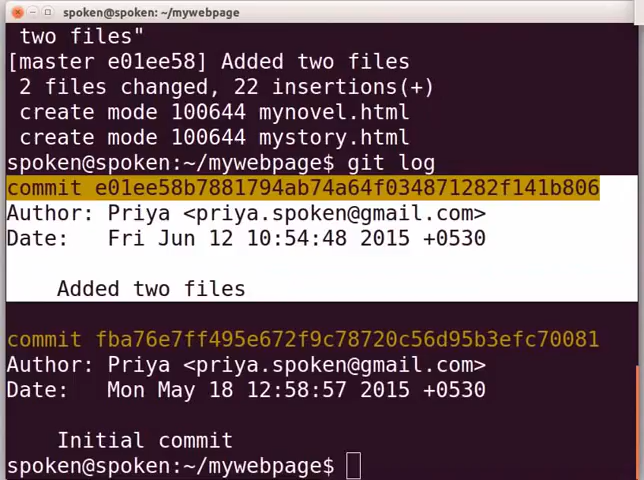 spoken@spoken: ~/mywebpage
two files"
[master e01ee58] Added two files
2 files changed, 22 insertions(+)
create mode 100644 mynovel.html
create mode 100644 mystory.html
spoken@spoken:~/mywebpage$ git log
commit e01ee58b7881794ab74a64f034871282f141b806
Author: Priya <priya.spoken@gmail.com>
Date:   Fri Jun 12 10:54:48 2015 +0530
Added two files
commit fba76e7ff495e672f9c78720c56d95b3efc70081
Author: Priya <priya.spoken@gmail.com>
Date:   Mon May 18 12:58:57 2015 +0530
Initial commit
spoken@spoken:~/mywebpage$